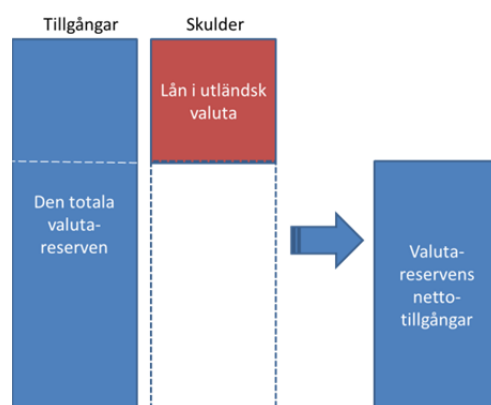 Tillgångar
Skulder
Lån i utländsk
valuta
Den totala
valuta-
reserven
Valuta-
reservens
netto-
tillgångar